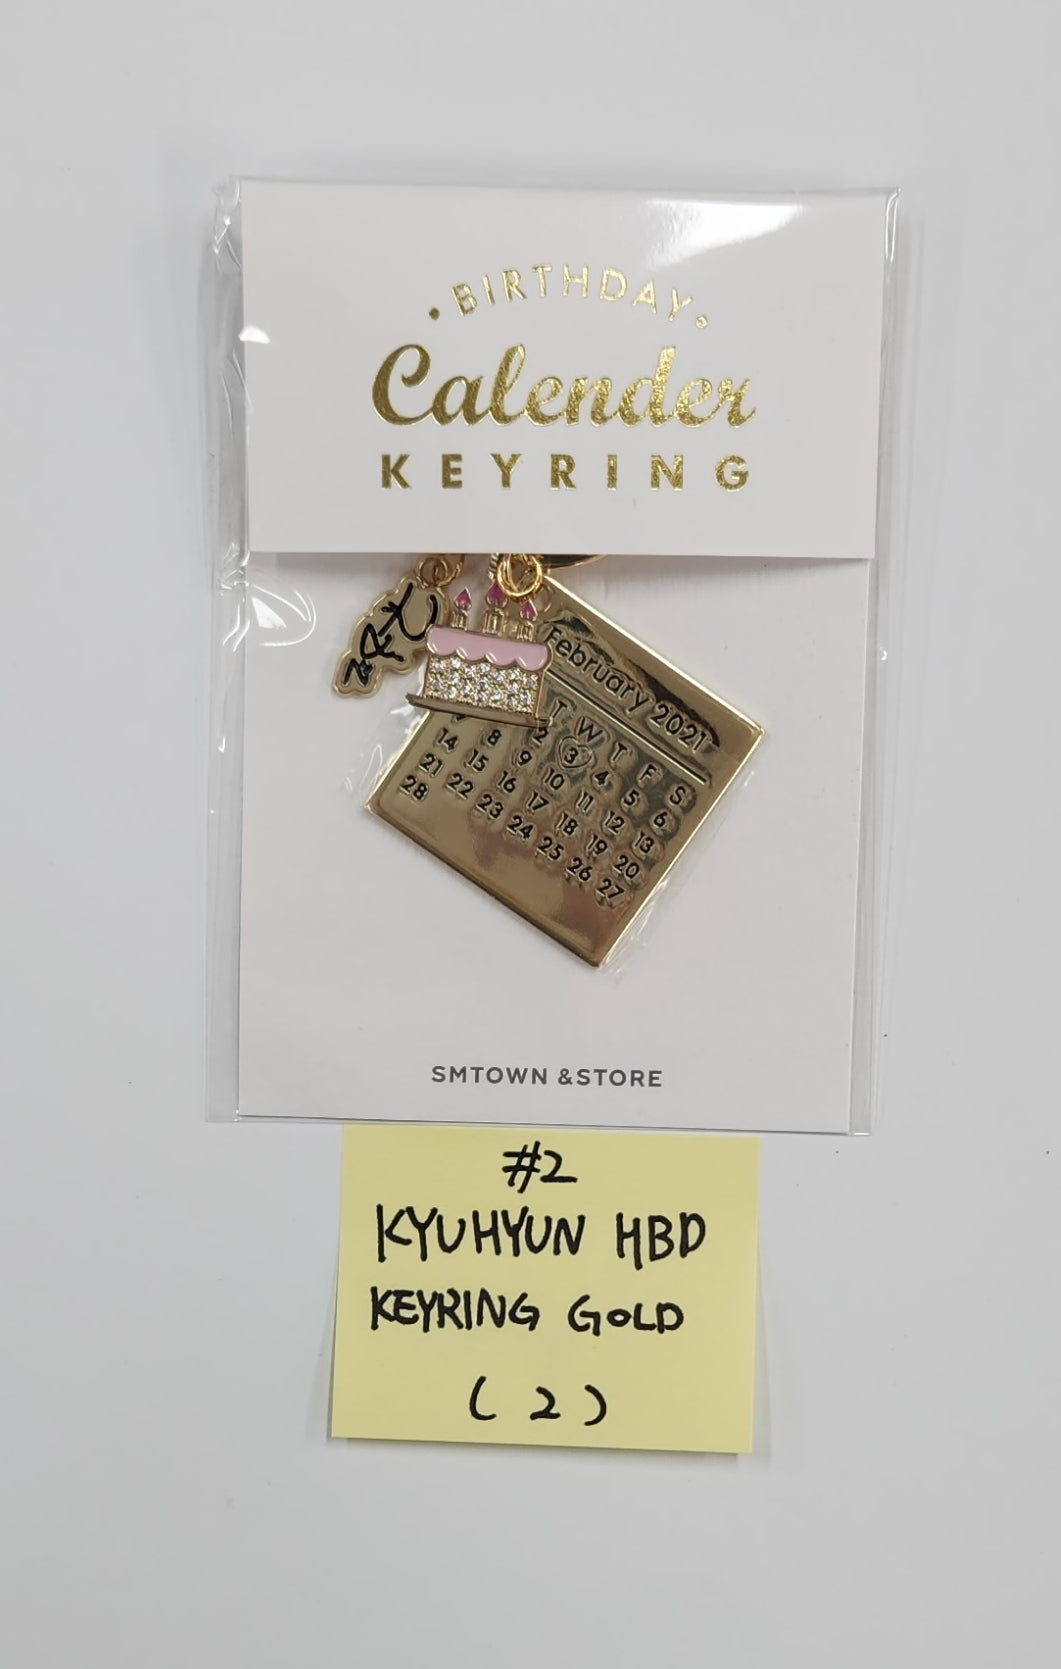 BIRTHDAY
Calender
KEYRING
February 2021
T W T F S
2 3 4 5 6
8 9 10 11 12 13
14 15 16 17 18 19 20
21 22 23 24 25 26 27
28
SMTOWN &STORE
#2
KYUHYUN HBD
KEYRING GOLD
( 2 )